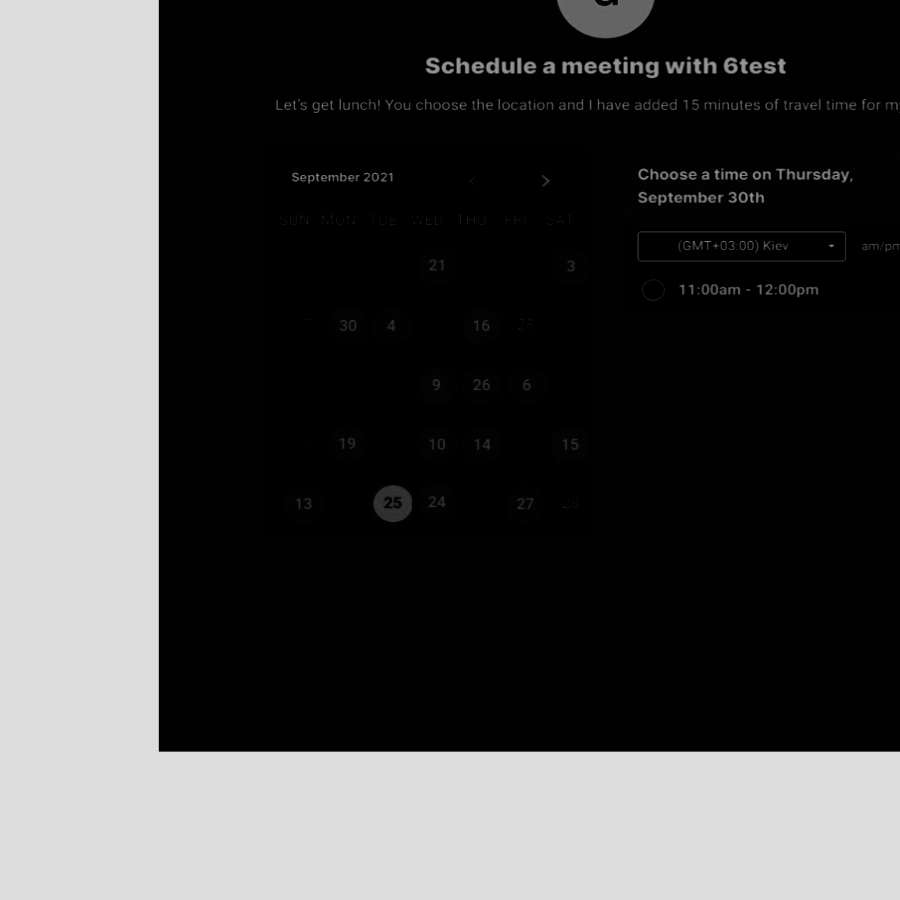 Schedule a meeting with 6test
Let's get lunch! You choose the location and I have added 15 minutes of travel time for
September 2021
SUN MON TUE WED THU FRI SAT
21 3
30 4 16 28
9 26 6
19 10 14 15
13 25 24 27 28
Choose a time on Thursday,
September 30th
(GMT+03:00) Kiev am/pm
11:00am - 12:00pm